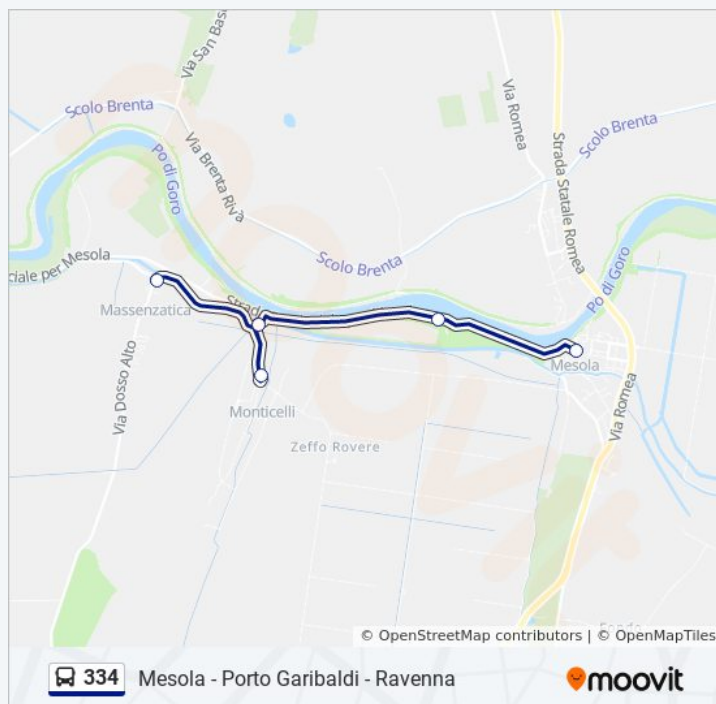 Via San Bas
Scolo Brenta
Via Romea
Strada Statale Romea
Scolo Brenta
Po di Goro
Via Brenta Riva
Scolo Brenta
Po di Goro
ciale per Mesola
Massenzatica
Strada
Mesola
Via Dosso Alto
Monticelli
Via Romea
Zeffo Rovere
© OpenStreetMap contributors | © OpenMapTiles
334 Mesola - Porto Garibaldi - Ravenna moovit